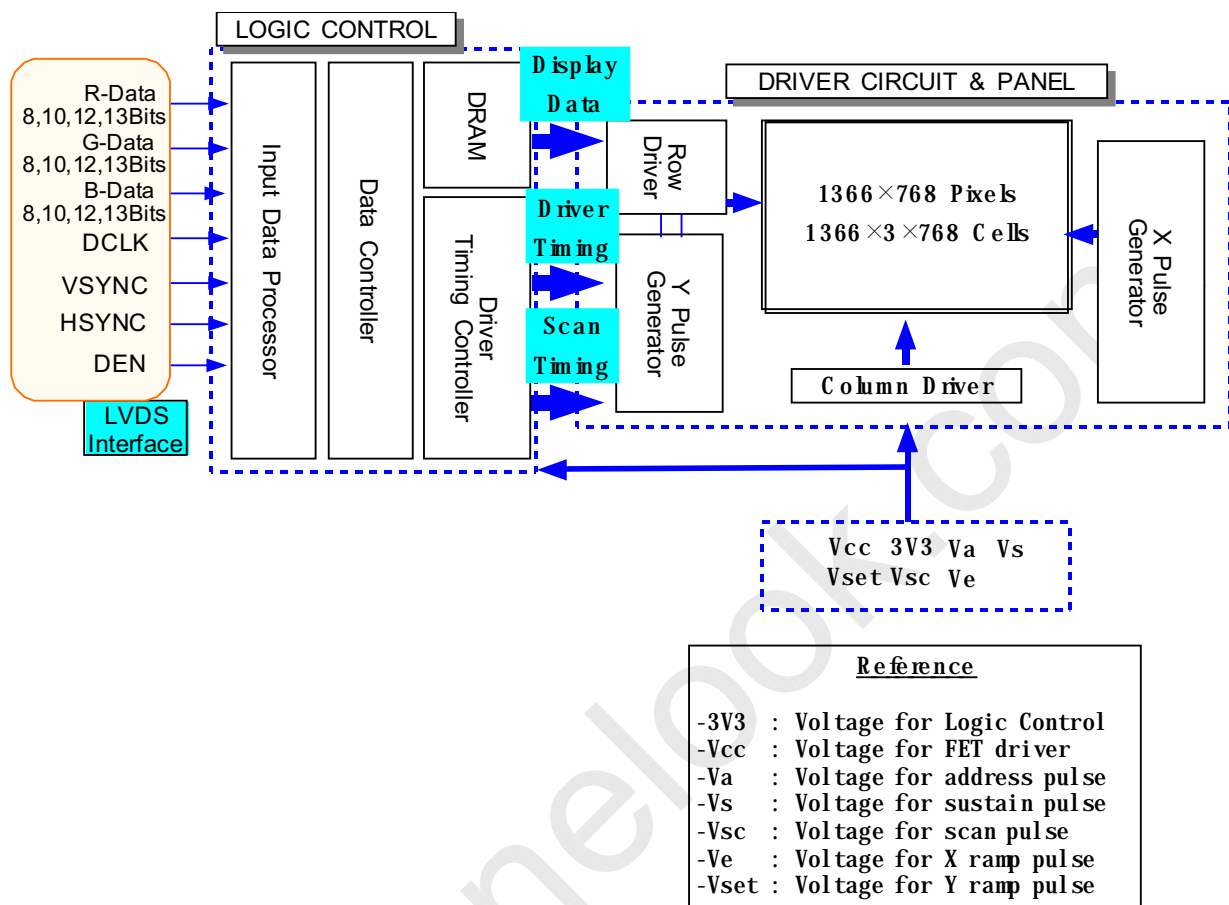 LOGIC CONTROL
R-Data
8,10,12,13Bits
G-Data
8,10,12,13Bits
B-Data
8,10,12,13Bits
DCLK
VSYNC
HSYNC
DEN
LVDS
Interface
Input Data Processor
Data Controller
DRAM
Driver
Timing Controller
Display
Data
Driver
Timing
Scan
Timing
DRIVER CIRCUIT & PANEL
Row
Driver
Y Pulse
Generator
1366×768 Pixels
1366×3×768 Cells
Column Driver
X Pulse
Generator
Vcc 3V3 Va Vs
Vset Vsc Ve
Reference
-3V3 : Voltage for Logic Control
-Vcc : Voltage for FET driver
-Va : Voltage for address pulse
-Vs : Voltage for sustain pulse
-Vsc : Voltage for scan pulse
-Ve : Voltage for X ramp pulse
-Vset : Voltage for Y ramp pulse
nelook.com